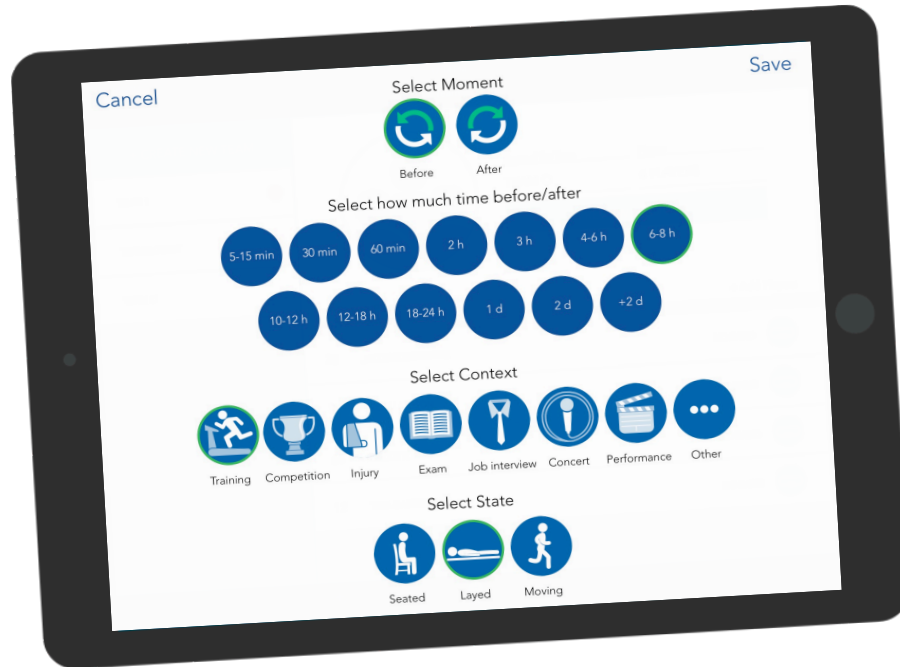 Cancel
Select Moment
Save
Before After
Select how much time before/after
5-15 min 30 min 60 min 2 h 3 h 4-6 h 6-8 h
10-12 h 12-18 h 18-24 h 1 d 2 d +2 d
Select Context
Training Competition Injury Exam Job interview Concert Performance Other
Select State
Seated Layed Moving